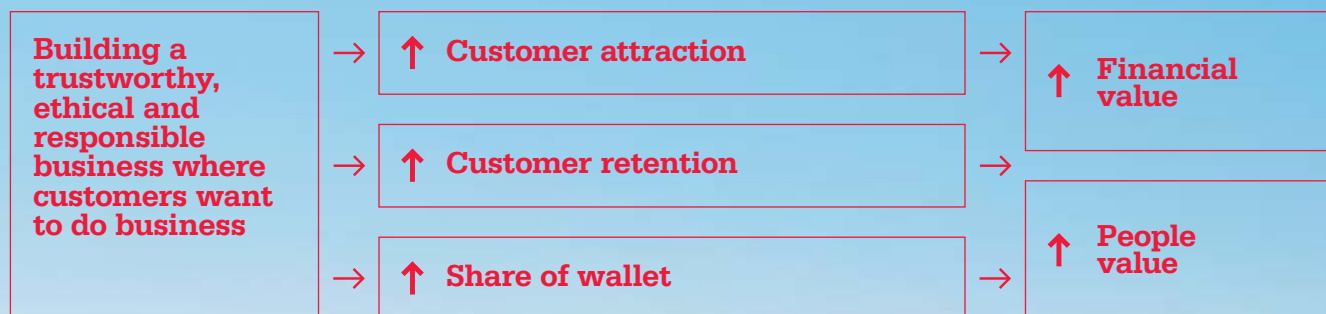 Building a
trustworthy,
ethical and
responsible
business where
customers want
to do business
→ ↑ Customer attraction
→ ↑ Customer retention
→ ↑ Share of wallet
→ ↑ Financial
value
→ ↑ People
value